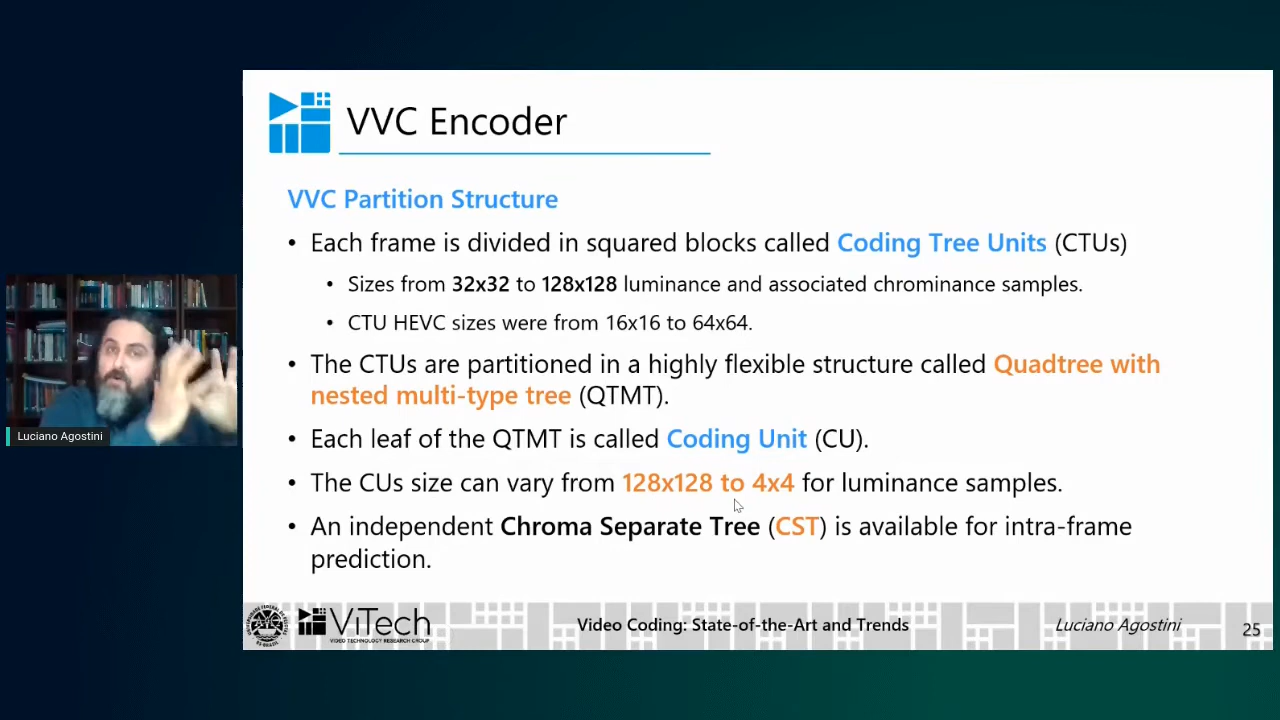 VVC Encoder
VVC Partition Structure
• Each frame is divided in squared blocks called Coding Tree Units (CTUs)
• Sizes from 32x32 to 128x128 luminance and associated chrominance samples.
• CTU HEVC sizes were from 16x16 to 64x64.
• The CTUs are partitioned in a highly flexible structure called Quadtree with
nested multi-type tree (QTMT).
• Each leaf of the QTMT is called Coding Unit (CU).
• The CUs size can vary from 128x128 to 4x4 for luminance samples.
• An independent Chroma Separate Tree (CST) is available for intra-frame
prediction.
Luciano Agostini
ViTech
VIDEO TECHNOLOGY RESEARCH GROUP
Video Coding: State-of-the-Art and Trends
Luciano Agostini
25